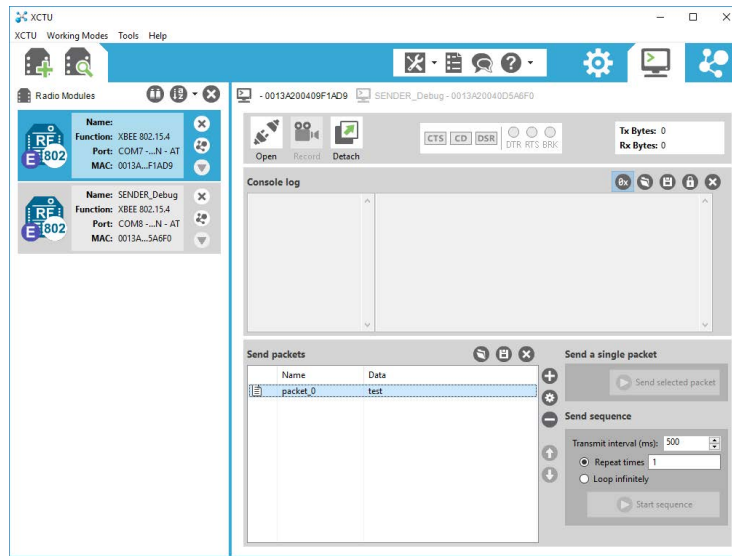 XCTU
XCTU Working Modes Tools Help
Radio Modules
- 0013A200409F1AD9 SENDER_Debug - 0013A20040D5A6F0
Name:
Function: XBEE 802.15.4
Port: COM7 -...N - AT
MAC: 0013A...F1AD9
RF
E 802
Name: SENDER_Debug
Function: XBEE 802.15.4
Port: COM8 -...N - AT
MAC: 0013A...5A6F0
RF
E 802
Open Record Detach
CTS CD DSR DTR RTS BRK
Tx Bytes: 0
Rx Bytes: 0
Console log
0x
Send packets
Name Data
packet_0 test
Send a single packet
Send selected packet
Send sequence
Transmit interval (ms): 500
Repeat times 1
Loop infinitely
Start sequence